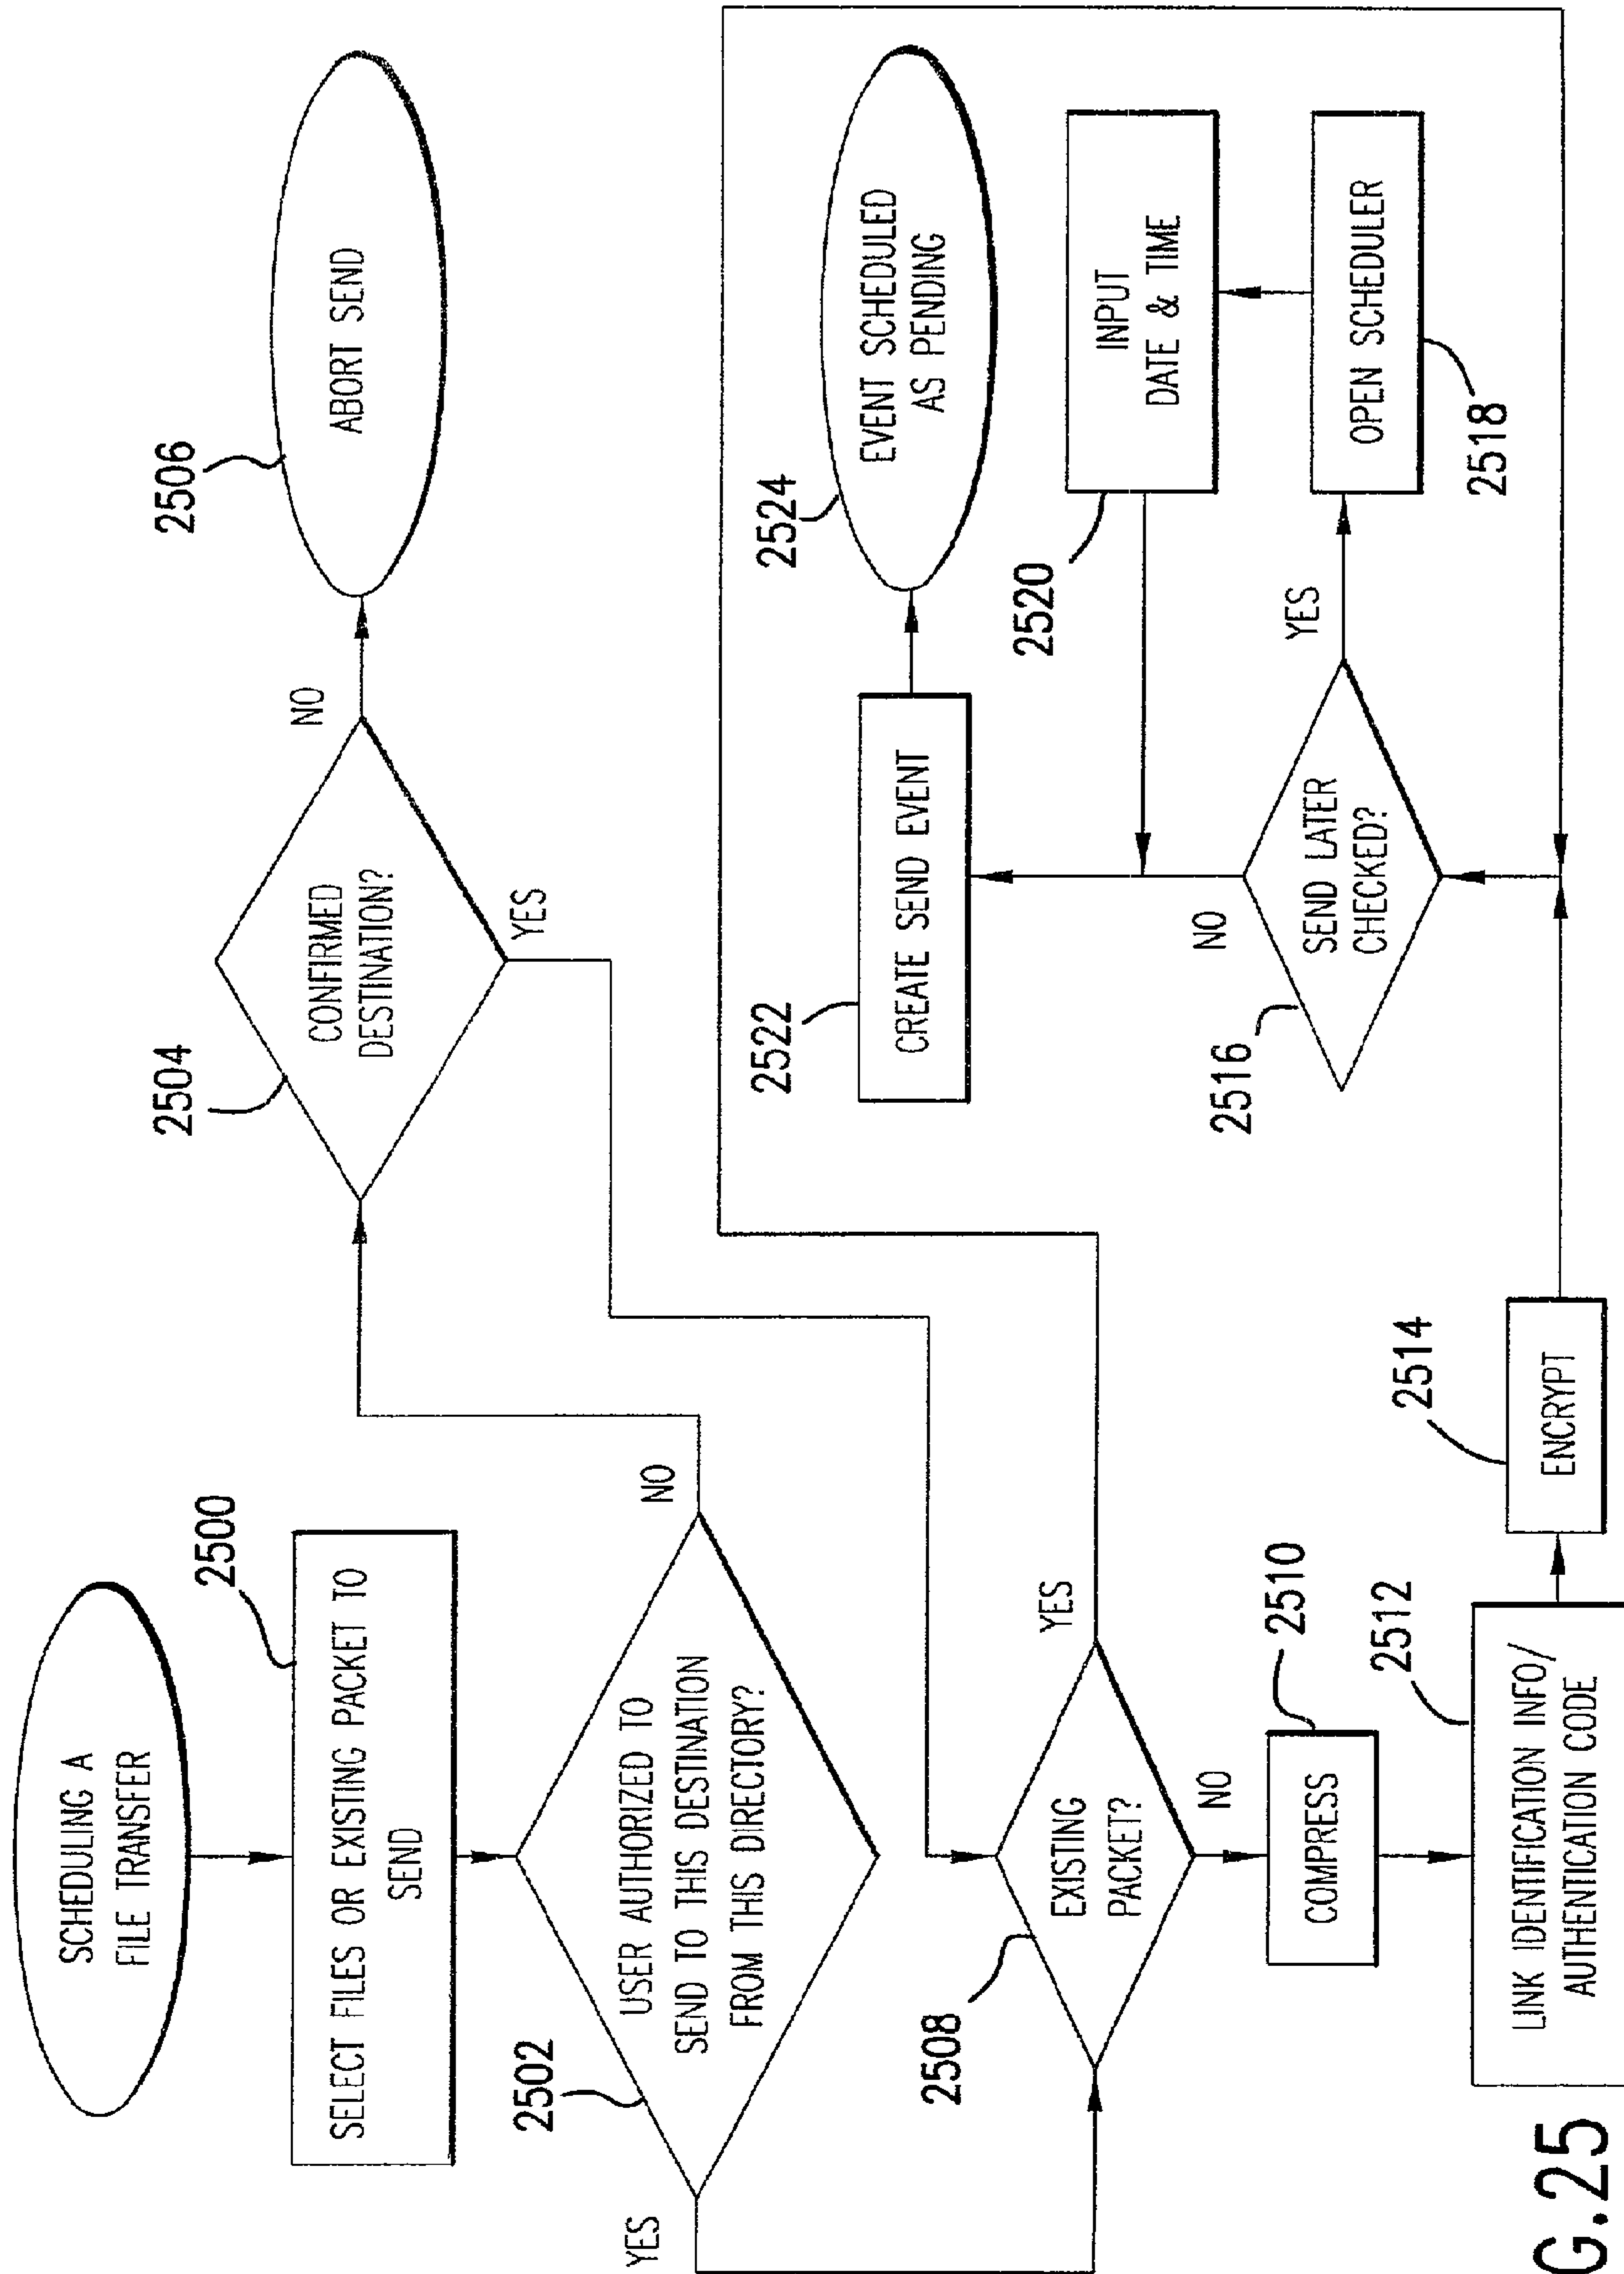 SCHEDULING A
FILE TRANSFER
2500
SELECT FILES OR EXISTING PACKET TO
SEND
2502
USER AUTHORIZED TO
SEND TO THIS DESTINATION
FROM THIS DIRECTORY?
NO
YES
2504
CONFIRMED
DESTINATION?
NO
YES
2506
ABORT SEND
2508
EXISTING
PACKET?
YES
NO
2510
COMPRESS
2512
LINK IDENTIFICATION INFO/
AUTHENTICATION CODE
2514
ENCRYPT
2516
SEND LATER
CHECKED?
NO
YES
2518
OPEN SCHEDULER
2520
INPUT
DATE & TIME
2522
CREATE SEND EVENT
2524
EVENT SCHEDULED
AS PENDING
G.25